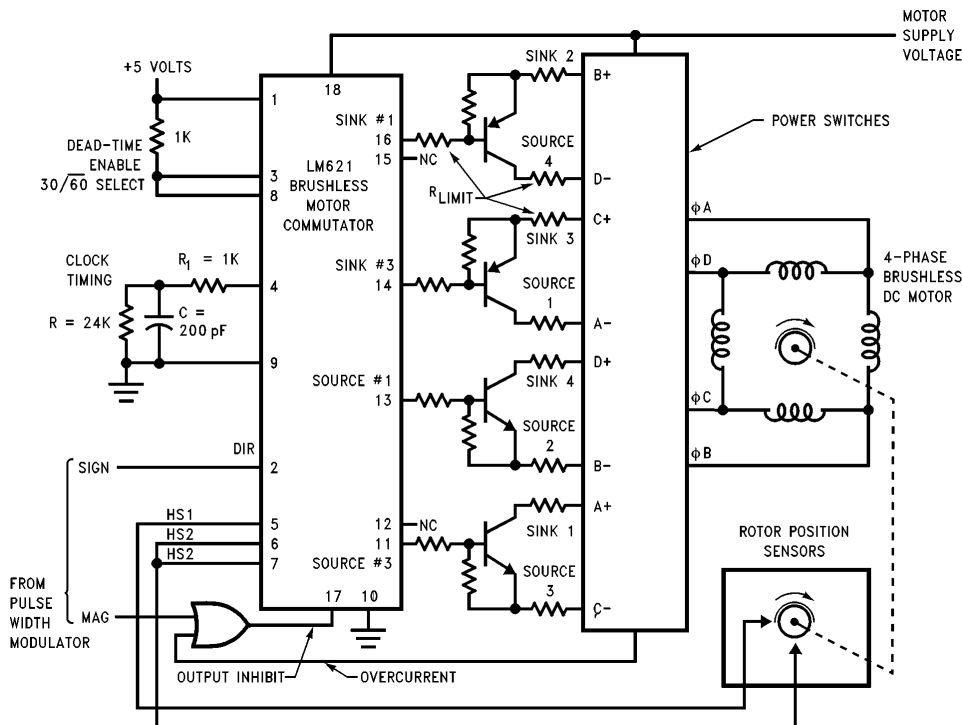 MOTOR
SUPPLY
VOLTAGE
+5 VOLTS
1K
DEAD-TIME
ENABLE
30/60 SELECT
CLOCK
TIMING
R1 = 1K
R = 24K
C =
200 pF
1
3
8
4
9
2
5
6
7
18
SINK #1
16
15
NC
LM621
BRUSHLESS
MOTOR
COMMUTATOR
SINK #3
14
SOURCE #1
13
12
NC
11
SOURCE #3
17
10
DIR
SIGN
HS1
HS2
HS2
FROM
PULSE
WIDTH
MODULATOR
MAG
OUTPUT INHIBIT
OVERCURRENT
RLIMIT
SINK 2
B+
SOURCE
4
D-
C+
SINK 3
SOURCE
1
A-
D+
SINK 4
SOURCE
2
B-
A+
SINK 1
SOURCE
3
C-
POWER SWITCHES
ϕA
ϕD
ϕC
ϕB
4-PHASE
BRUSHLESS
DC MOTOR
ROTOR POSITION
SENSORS